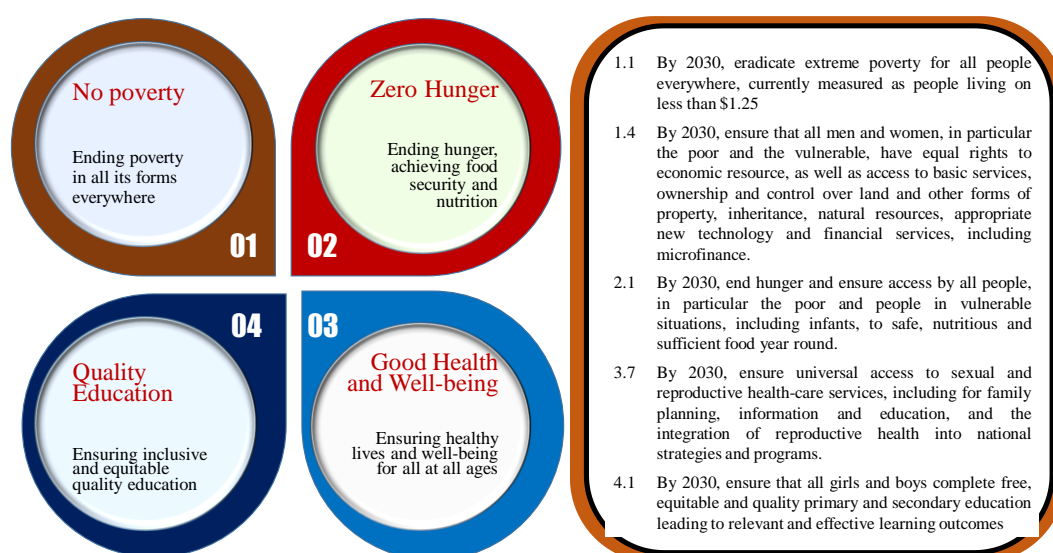 No poverty
Ending poverty
in all its forms
everywhere
01
Zero Hunger
Ending hunger,
achieving food
security and
nutrition
02
04
Quality
Education
Ensuring inclusive
and equitable
quality education
03
Good Health
and Well-being
Ensuring healthy
lives and well-being
for all at all ages
1.1 By 2030, eradicate extreme poverty for all people
everywhere, currently measured as people living on
less than $1.25
1.4 By 2030, ensure that all men and women, in particular
the poor and the vulnerable, have equal rights to
economic resource, as well as access to basic services,
ownership and control over land and other forms of
property, inheritance, natural resources, appropriate
new technology and financial services, including
microfinance.
2.1 By 2030, end hunger and ensure access by all people,
in particular the poor and people in vulnerable
situations, including infants, to safe, nutritious and
sufficient food year round.
3.7 By 2030, ensure universal access to sexual and
reproductive health-care services, including for family
planning, information and education, and the
integration of reproductive health into national
strategies and programs.
4.1 By 2030, ensure that all girls and boys complete free,
equitable and quality primary and secondary education
leading to relevant and effective learning outcomes